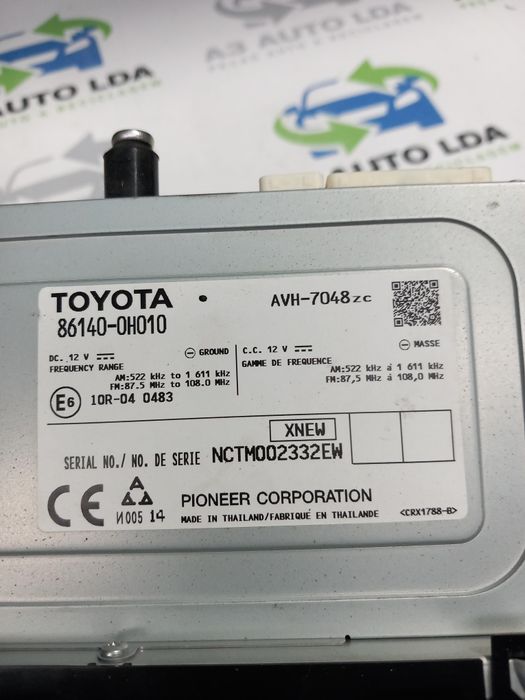 AUTO LDA
A3 AUTO LDA
AUTO LDA
TOYOTA
AVH-7048zc
86140-0H010
DC. 12 V
GROUND
FREQUENCY RANGE
AM:522 kHz to 1 611 kHz
FM:87.5 MHz to 108.0 MHz
C.C. 12 V
MASSE
GAMME DE FREQUENCE
AM:522 kHz à 1 611 kHz
FM:87,5 MHz à 108,0 MHz
E6 10R-04 0483
XNEW
SERIAL NO./ NO. DE SERIE NCTM002332EW
CE
И005 14
PIONEER CORPORATION
MADE IN THAILAND/FABRIQUÉ EN THAILANDE
<CRX1788-B>